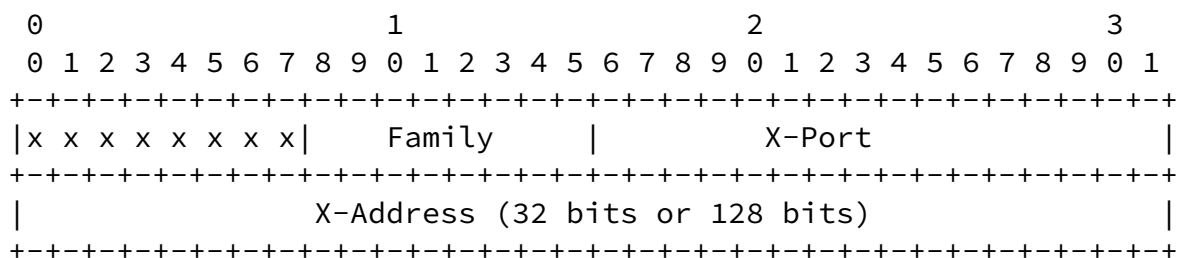 0                   1                   2                   3
 0 1 2 3 4 5 6 7 8 9 0 1 2 3 4 5 6 7 8 9 0 1 2 3 4 5 6 7 8 9 0 1
+-+-+-+-+-+-+-+-+-+-+-+-+-+-+-+-+-+-+-+-+-+-+-+-+-+-+-+-+-+-+-+-+
|x x x x x x x x|    Family     |         X-Port                |
+-+-+-+-+-+-+-+-+-+-+-+-+-+-+-+-+-+-+-+-+-+-+-+-+-+-+-+-+-+-+-+-+
|                X-Address (32 bits or 128 bits)                |
+-+-+-+-+-+-+-+-+-+-+-+-+-+-+-+-+-+-+-+-+-+-+-+-+-+-+-+-+-+-+-+-+